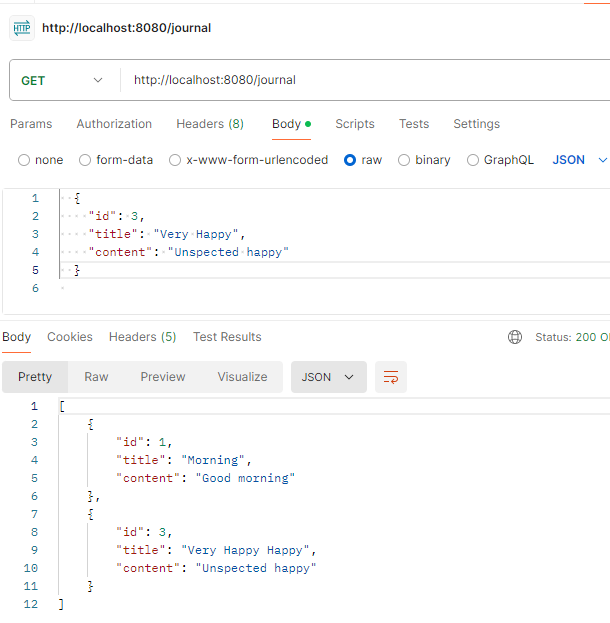 HTTP http://localhost:8080/journal
GET http://localhost:8080/journal
Params Authorization Headers (8) Body Scripts Tests Settings
none form-data x-www-form-urlencoded raw binary GraphQL JSON
1 {
2 "id": 3,
3 "title": "Very Happy",
4 "content": "Unspected happy"
5 }
6
Body Cookies Headers (5) Test Results Status: 200 O
Pretty Raw Preview Visualize JSON
1 [
2 {
3 "id": 1,
4 "title": "Morning",
5 "content": "Good morning"
6 },
7 {
8 "id": 3,
9 "title": "Very Happy Happy",
10 "content": "Unspected happy"
11 }
12 ]